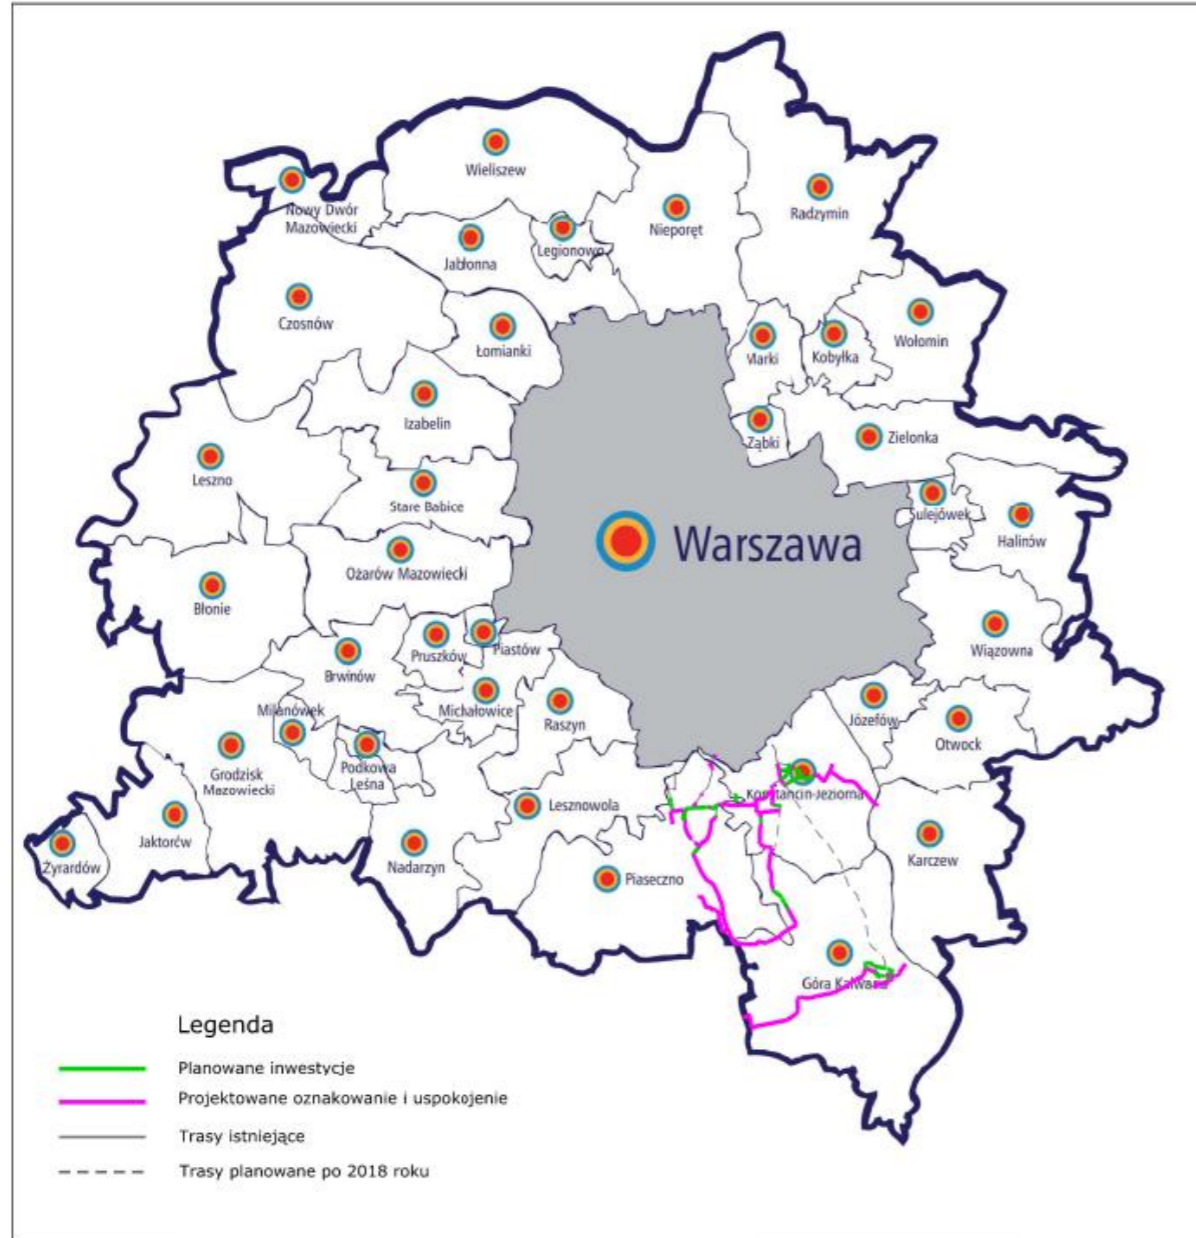 Wieliszew
Nowy Dwór
Mazowiecki
Radzymin
Nieporęt
Legionowo
Jabłonna
Czosnów
Łomianki
Marki
Kobyłka
Wołomin
Izabelin
Ząbki
Zielonka
Leszno
Stare Babice
Sulejówek
Halinów
Warszawa
Ożarów Mazowiecki
Błonie
Pruszków
Piastów
Wiązowna
Brwinów
Milanówek
Michałowice
Raszyn
Józefów
Otwock
Grodzisk
Mazowiecki
Podkowa
Leśna
Konstancin-Jeziorna
Lesznowola
Jaktorów
Żyrardów
Nadarzyn
Karczew
Piaseczno
Góra Kalwaria
Legenda
Planowane inwestycje
Projektowane oznakowanie i uspokojenie
Trasy istniejące
Trasy planowane po 2018 roku